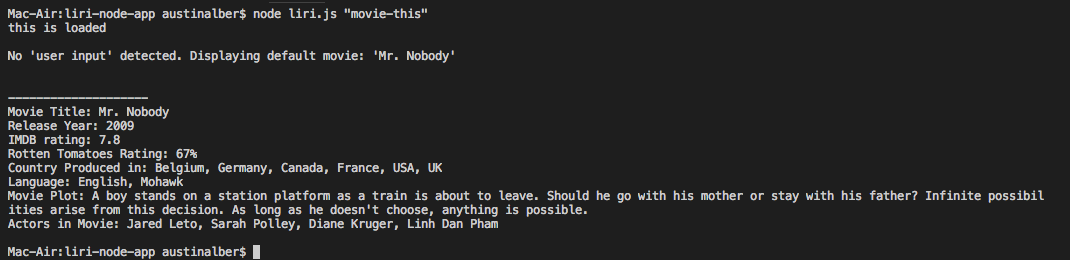 Mac-Air:liri-node-app austinalber$ node liri.js "movie-this"
this is loaded
No 'user input' detected. Displaying default movie: 'Mr. Nobody'
--------------------
Movie Title: Mr. Nobody
Release Year: 2009
IMDB rating: 7.8
Rotten Tomatoes Rating: 67%
Country Produced in: Belgium, Germany, Canada, France, USA, UK
Language: English, Mohawk
Movie Plot: A boy stands on a station platform as a train is about to leave. Should he go with his mother or stay with his father? Infinite possibil
ities arise from this decision. As long as he doesn't choose, anything is possible.
Actors in Movie: Jared Leto, Sarah Polley, Diane Kruger, Linh Dan Pham
Mac-Air:liri-node-app austinalber$